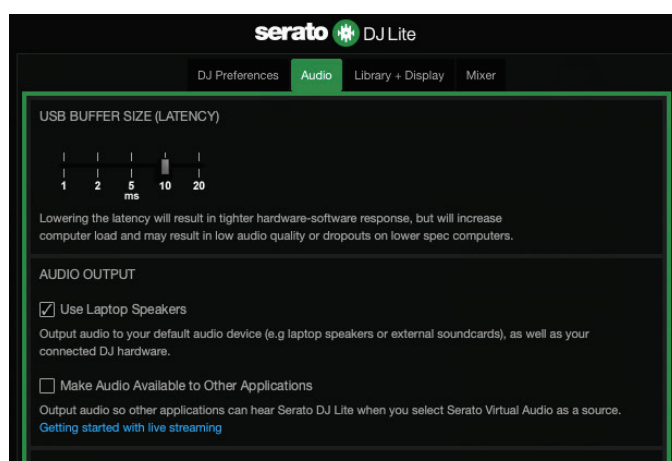 serato DJ Lite
DJ Preferences Audio Library + Display Mixer
USB BUFFER SIZE (LATENCY)
1 2 5 10 20
ms
Lowering the latency will result in tighter hardware-software response, but will increase
computer load and may result in low audio quality or dropouts on lower spec computers.
AUDIO OUTPUT
Use Laptop Speakers
Output audio to your default audio device (e.g laptop speakers or external soundcards), as well as your
connected DJ hardware.
Make Audio Available to Other Applications
Output audio so other applications can hear Serato DJ Lite when you select Serato Virtual Audio as a source.
Getting started with live streaming